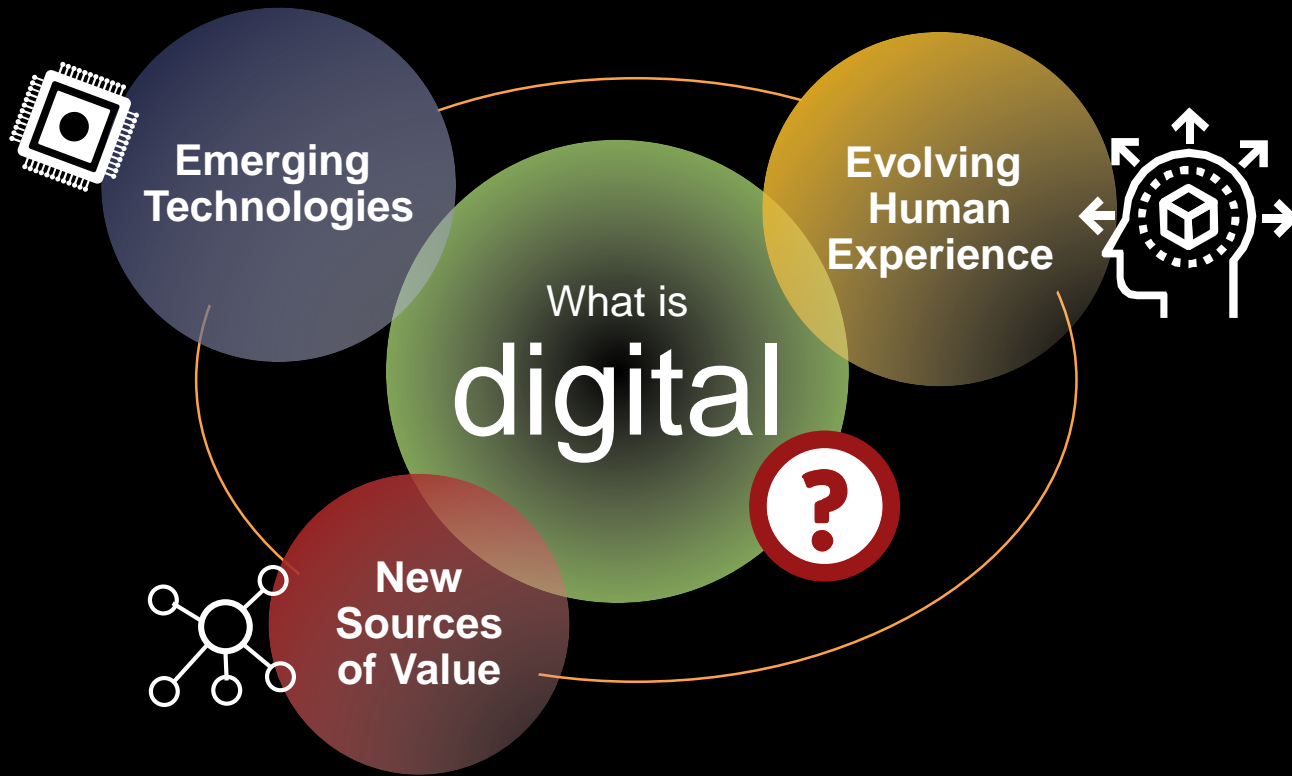 Emerging
Technologies
Evolving
Human
Experience
What is
digital
?
New
Sources
of Value